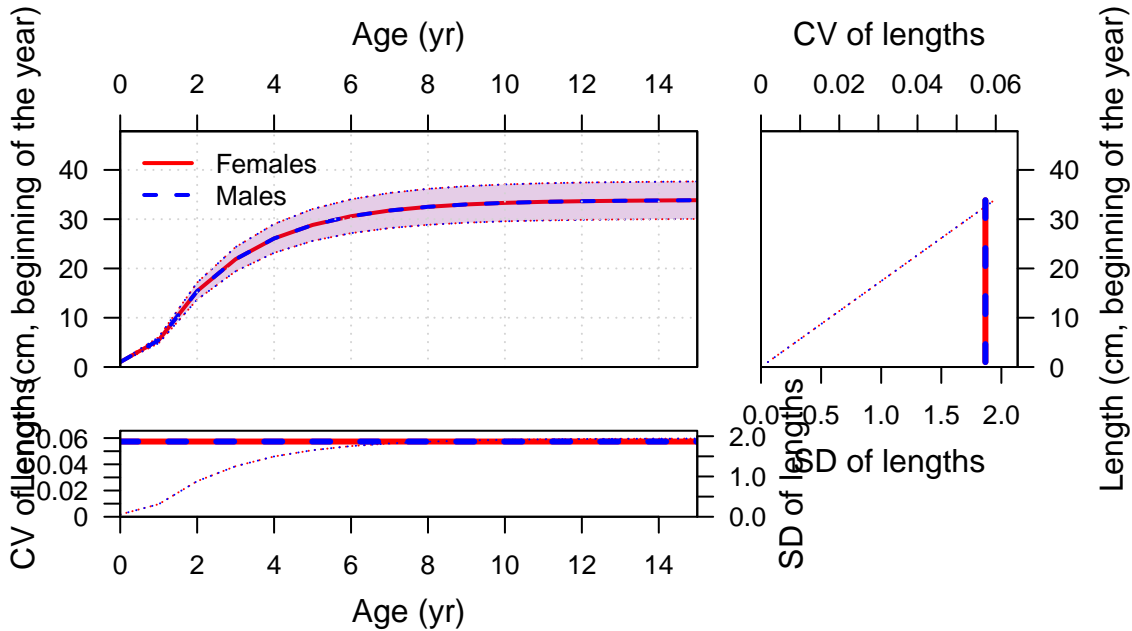 Age (yr)
CV of lengths
0 2 4 6 8 10 12 14
0 0.02 0.04 0.06
Length (cm, beginning of the year)
40
30
20
10
0
Females
Males
40
30
20
10
0
Length (cm, beginning of the year)
0.0 0.5 1.0 1.5 2.0
SD of lengths
CV of lengths
0.06
0.04
0.02
0
2.0
1.0
0.0
SD of lengths
0 2 4 6 8 10 12 14
Age (yr)